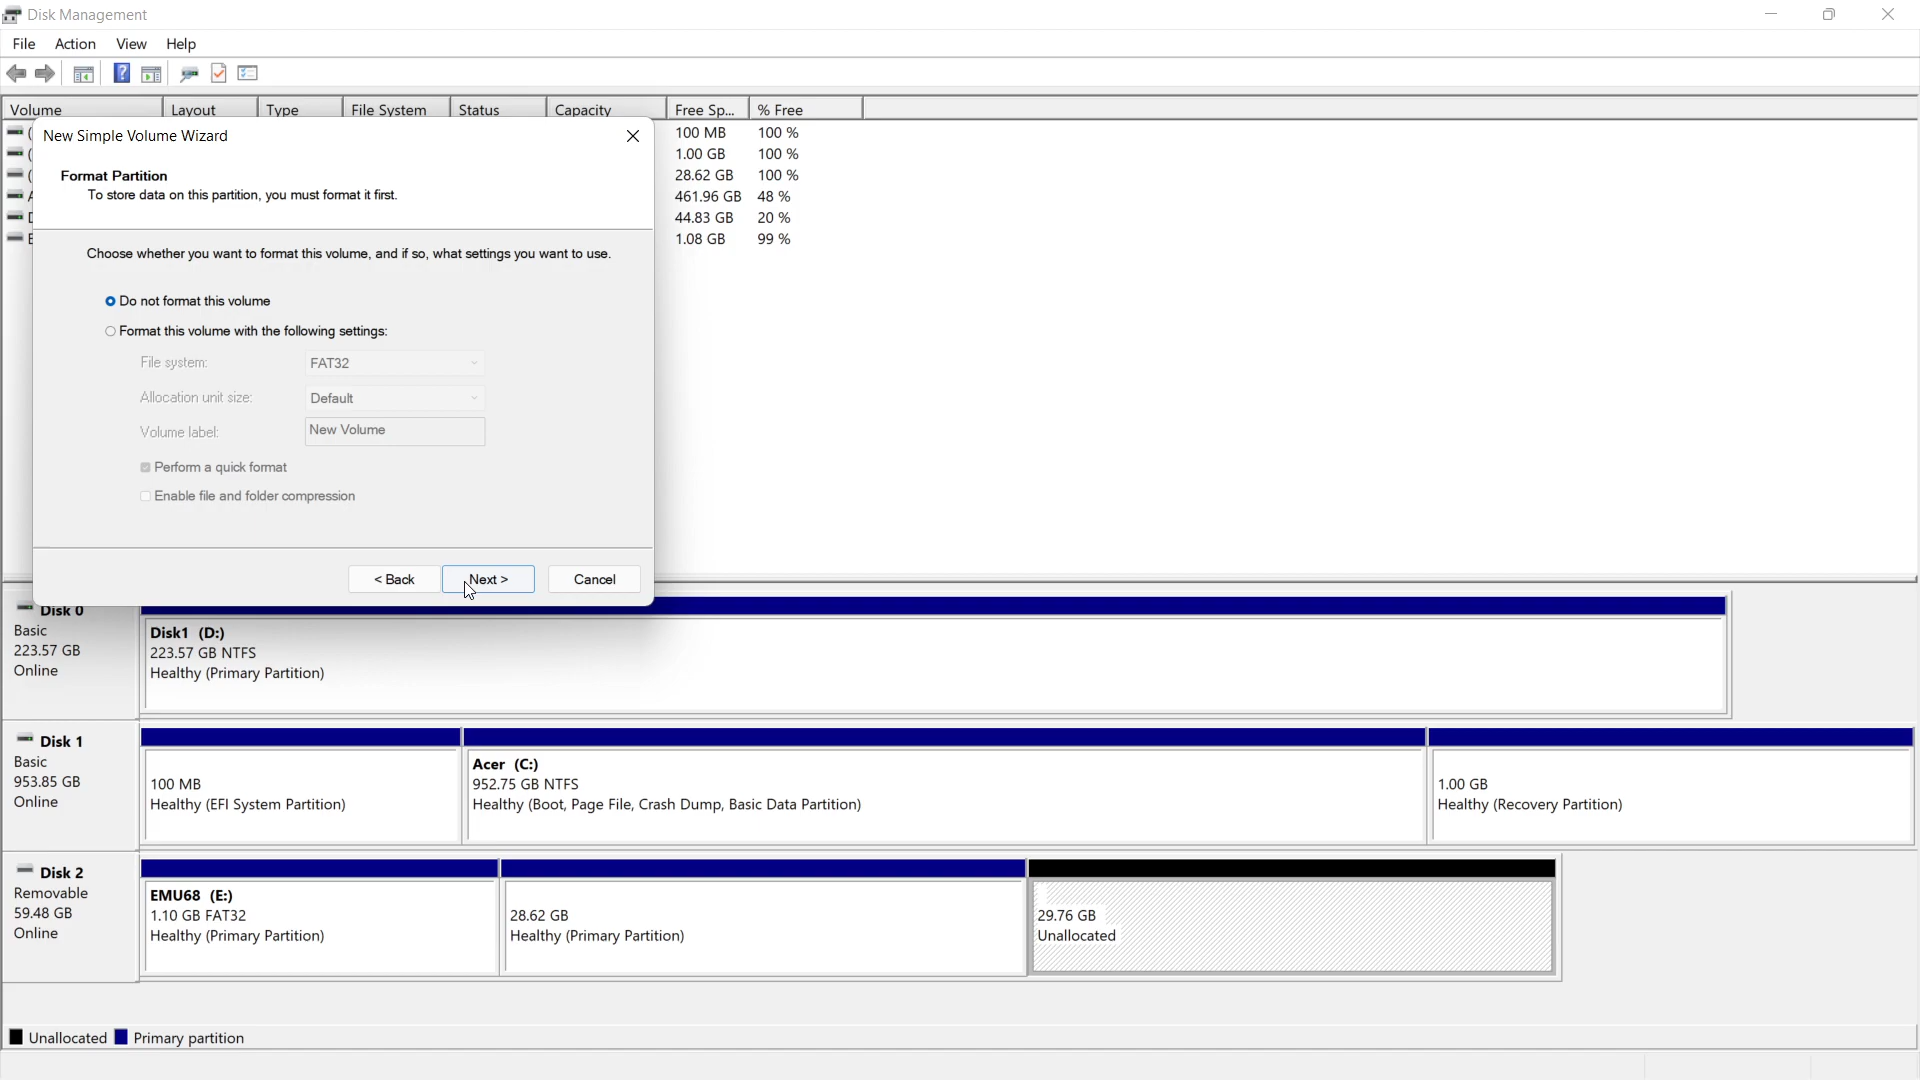 Disk Management
File Action View Help
Volume Layout Type File System Status Capacity Free Sp... % Free
100 MB 100 %
1.00 GB 100 %
28.62 GB 100 %
461.96 GB 48 %
44.83 GB 20 %
1.08 GB 99 %
New Simple Volume Wizard
Format Partition
To store data on this partition, you must format it first.
Choose whether you want to format this volume, and if so, what settings you want to use.
Do not format this volume
Format this volume with the following settings:
File system: FAT32
Allocation unit size: Default
Volume label: New Volume
Perform a quick format
Enable file and folder compression
< Back Next > Cancel
Disk 0
Basic
223.57 GB
Online
Disk1 (D:)
223.57 GB NTFS
Healthy (Primary Partition)
Disk 1
Basic
953.85 GB
Online
100 MB
Healthy (EFI System Partition)
Acer (C:)
952.75 GB NTFS
Healthy (Boot, Page File, Crash Dump, Basic Data Partition)
1.00 GB
Healthy (Recovery Partition)
Disk 2
Removable
59.48 GB
Online
EMU68 (E:)
1.10 GB FAT32
Healthy (Primary Partition)
28.62 GB
Healthy (Primary Partition)
29.76 GB
Unallocated
Unallocated Primary partition